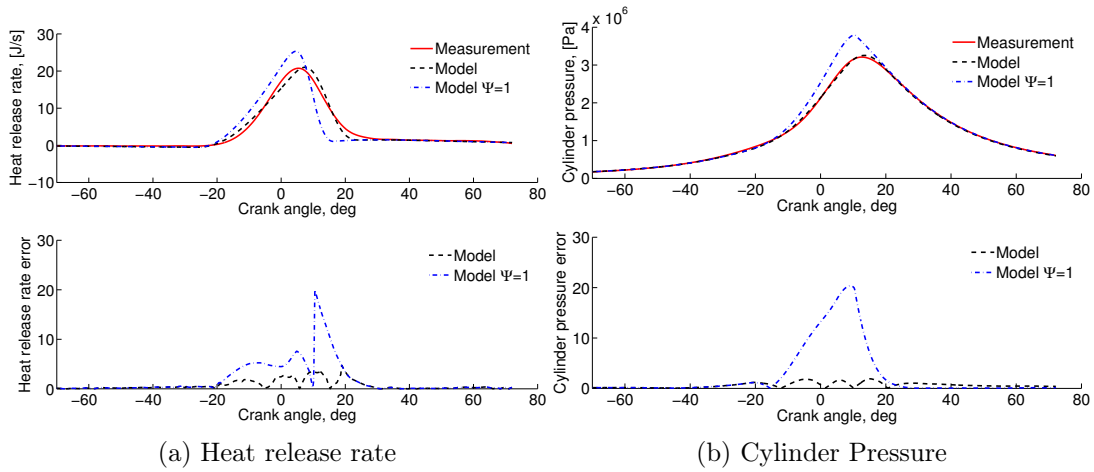 Heat release rate, [J/s]
30
20
10
0
−10
−60 −40 −20 0 20 40 60 80
Crank angle, deg
Measurement
Model
Model Ψ=1
x 10⁶
Cylinder pressure, [Pa]
4
3
2
1
0
−60 −40 −20 0 20 40 60 80
Crank angle, deg
Measurement
Model
Model Ψ=1
Heat release rate error
30
20
10
0
−60 −40 −20 0 20 40 60 80
Crank angle, deg
Model
Model Ψ=1
Cylinder pressure error
30
20
10
0
−60 −40 −20 0 20 40 60 80
Crank angle, deg
Model
Model Ψ=1
(a) Heat release rate
(b) Cylinder Pressure